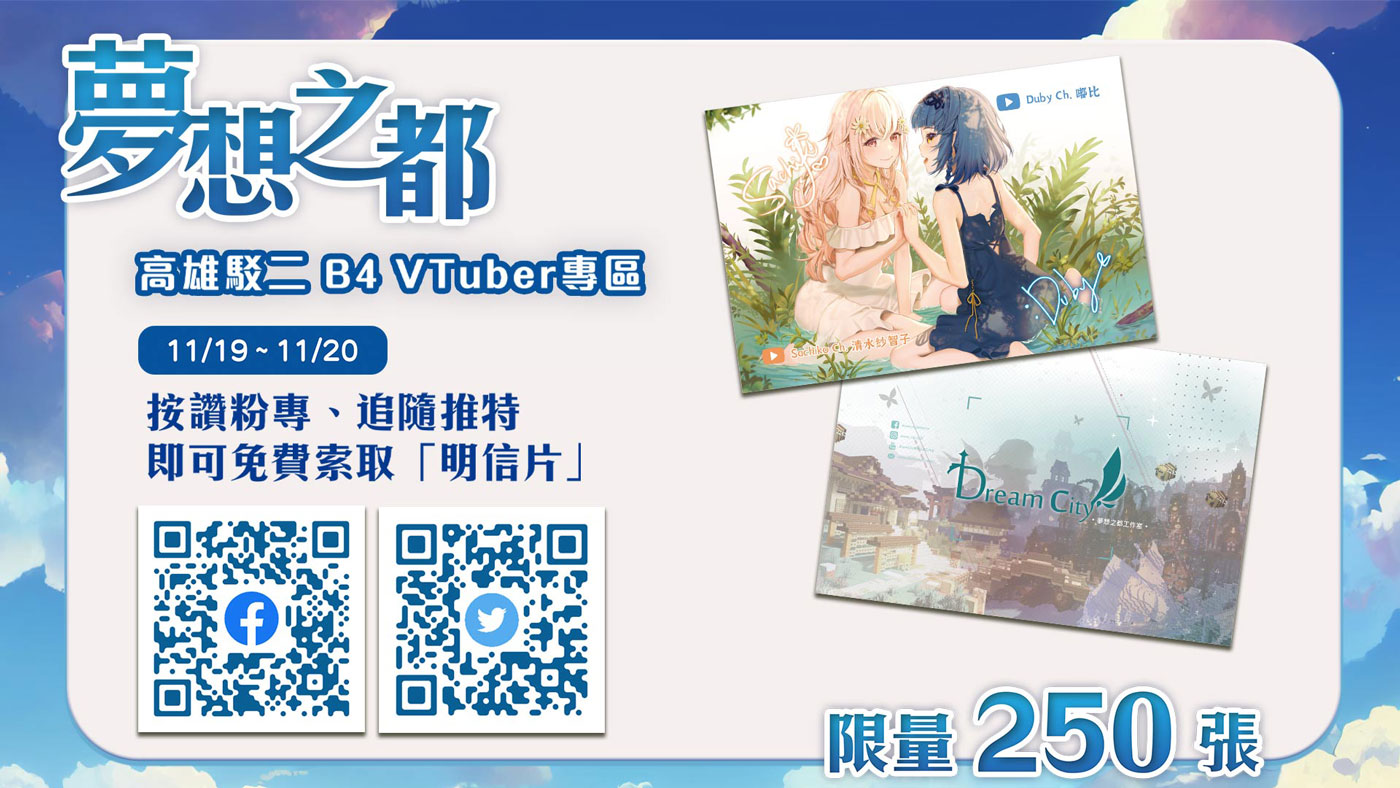 夢想之都
高雄駁二 B4 VTuber專區
11/19~11/20
按讚粉專、追隨推特
即可免費索取「明信片」
Duby Ch. 嘟比
Sachiko Ch. 清水紗智子
Duby
Dream City
夢想之都工作室
限量 250 張